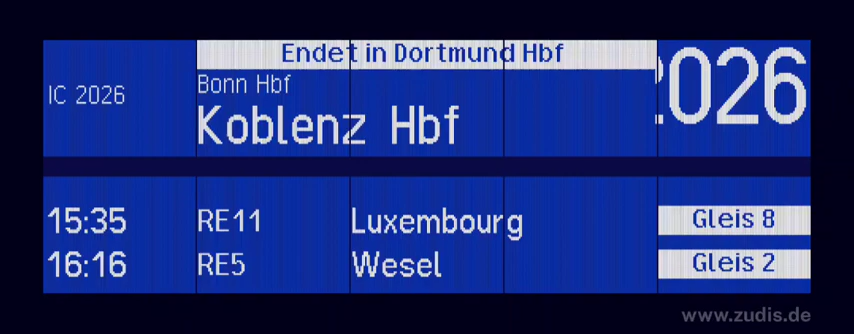 Endet in Dortmund Hbf
IC 2026
Bonn Hbf
Koblenz Hbf
2026
15:35 RE11 Luxembourg Gleis 8
16:16 RE5 Wesel Gleis 2
www.zudis.de